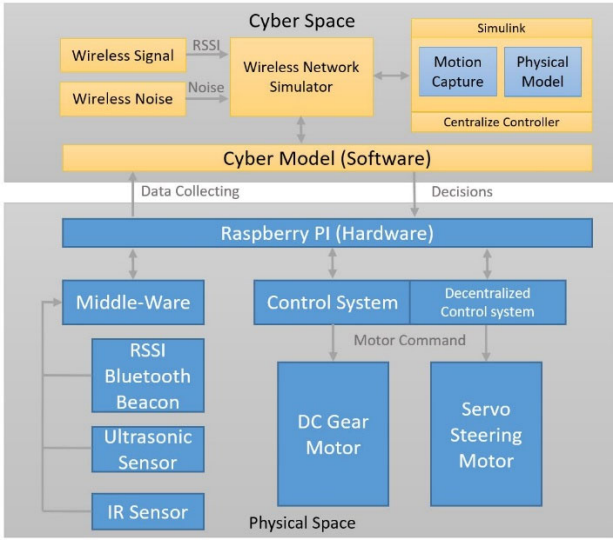 Cyber Space
Wireless Signal
RSSI
Wireless Noise
Noise
Wireless Network
Simulator
Simulink
Motion
Capture
Physical
Model
Centralize Controller
Cyber Model (Software)
Data Collecting
Decisions
Raspberry PI (Hardware)
Middle-Ware
Control System
Decentralized
Control system
Motor Command
RSSI
Bluetooth
Beacon
Ultrasonic
Sensor
IR Sensor
DC Gear
Motor
Servo
Steering
Motor
Physical Space